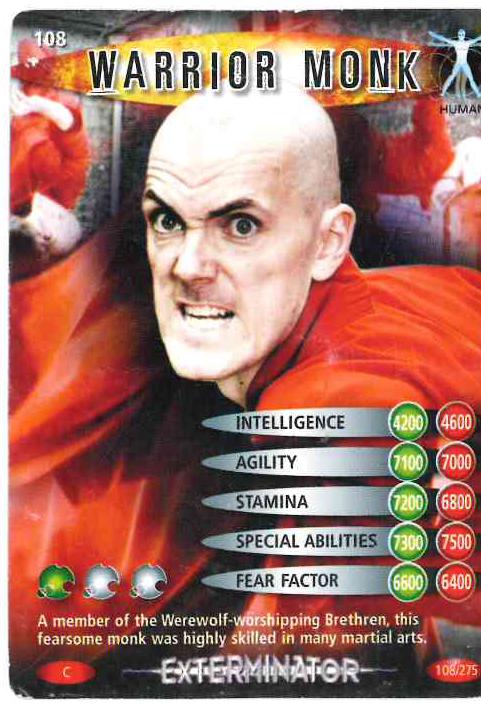 108
WARRIOR MONK
HUMAN
INTELLIGENCE 4200 4600
AGILITY 7100 7000
STAMINA 7200 6800
SPECIAL ABILITIES 7300 7500
FEAR FACTOR 6600 6400
A member of the Werewolf-worshipping Brethren, this
fearsome monk was highly skilled in many martial arts.
C EXTERMINATOR 108/275